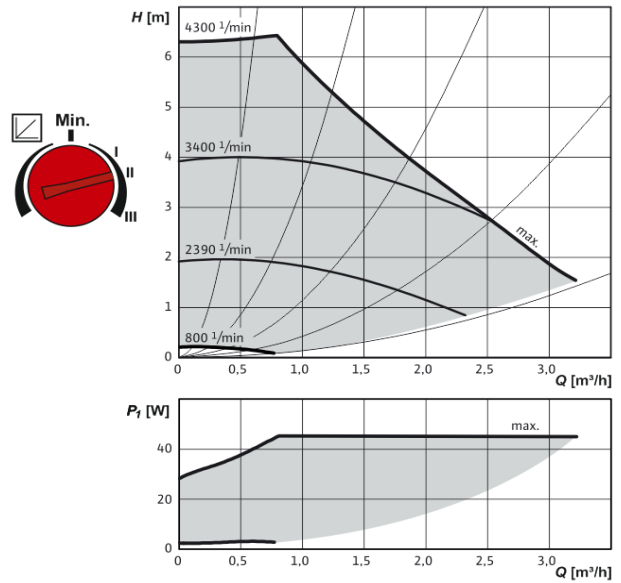 H [m]
4300 1/min
6
5
3400 1/min
4
3
max.
2390 1/min
2
1
800 1/min
0
0 0,5 1,0 1,5 2,0 2,5 3,0
Q [m³/h]
Min.
I
II
III
P1 [W]
max.
40
20
0
0 0,5 1,0 1,5 2,0 2,5 3,0
Q [m³/h]